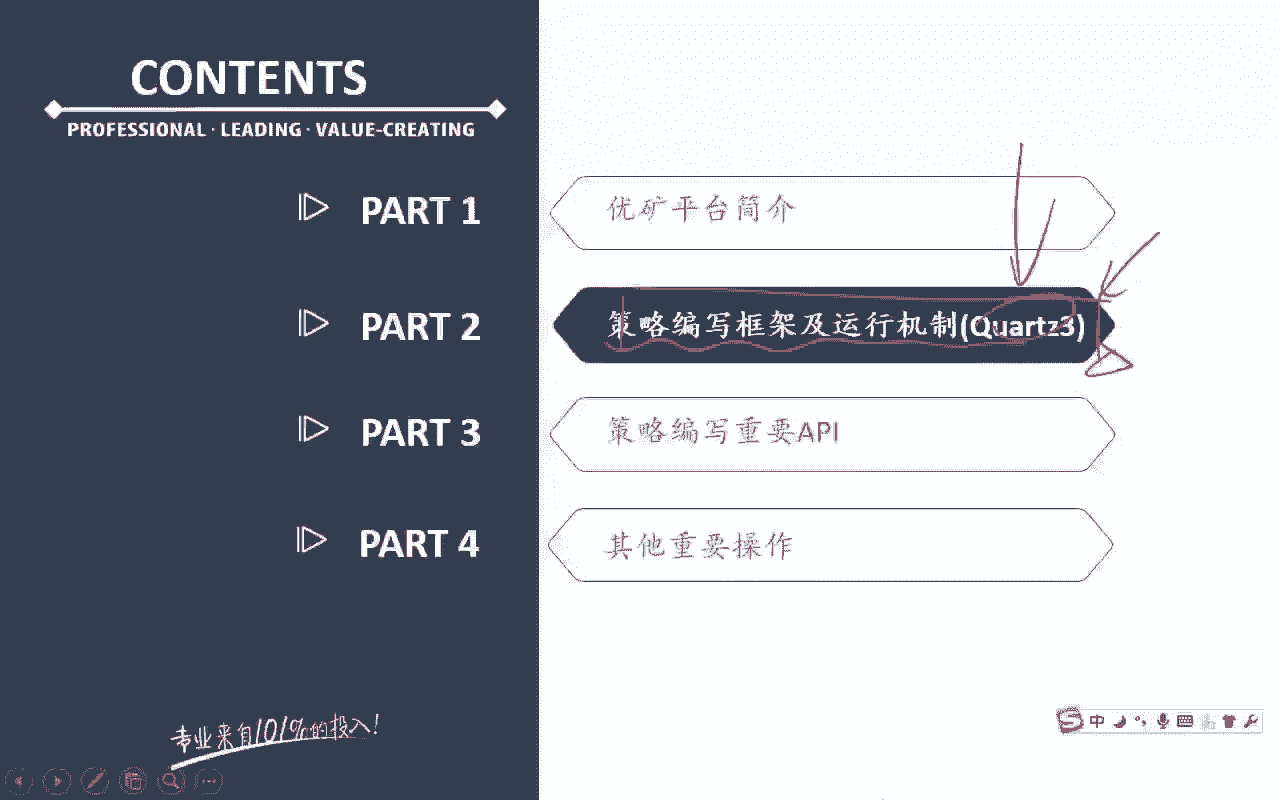 CONTENTS
PROFESSIONAL · LEADING · VALUE-CREATING
PART 1
优矿平台简介
PART 2
策略编写框架及运行机制(Quartz3)
PART 3
策略编写重要API
PART 4
其他重要操作
专业来自101%的投入!
中